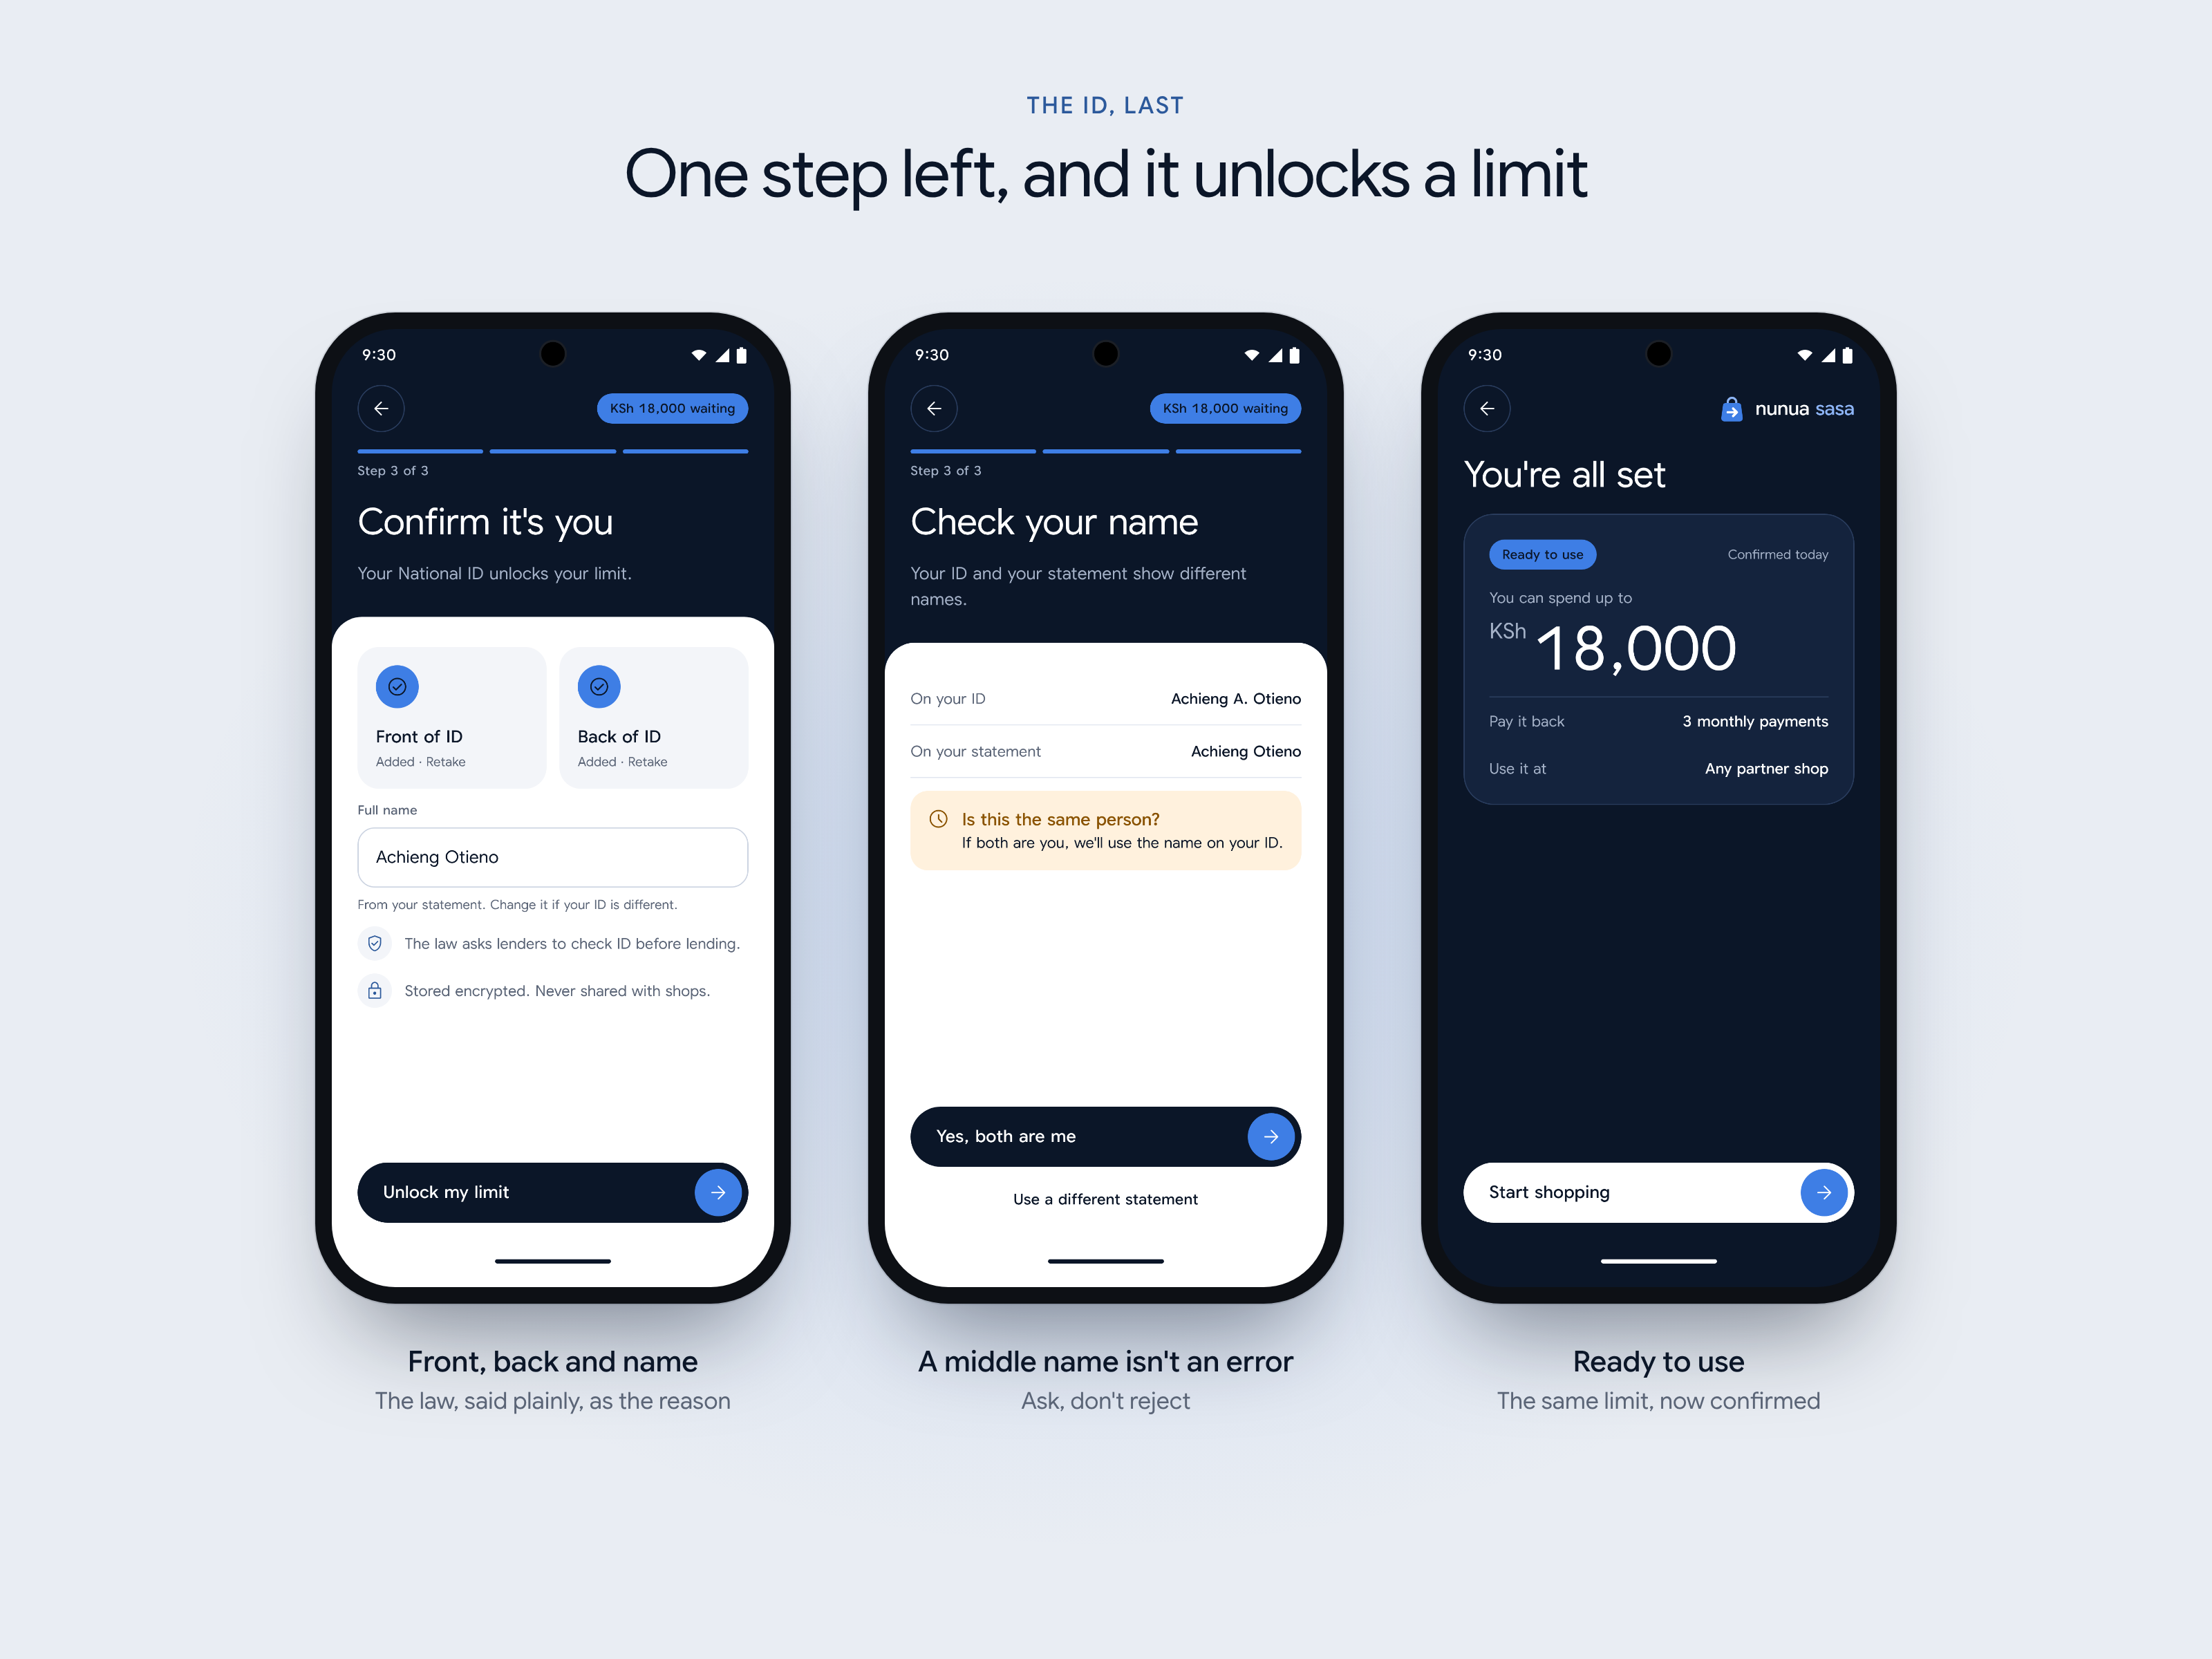 THE ID, LAST
One step left, and it unlocks a limit
9:30
KSh 18,000 waiting
Step 3 of 3
Confirm it's you
Your National ID unlocks your limit.
Front of ID
Added · Retake
Back of ID
Added · Retake
Full name
Achieng Otieno
From your statement. Change it if your ID is different.
The law asks lenders to check ID before lending.
Stored encrypted. Never shared with shops.
Unlock my limit
Front, back and name
The law, said plainly, as the reason
9:30
KSh 18,000 waiting
Step 3 of 3
Check your name
Your ID and your statement show different
names.
On your ID Achieng A. Otieno
On your statement Achieng Otieno
Is this the same person?
If both are you, we'll use the name on your ID.
Yes, both are me
Use a different statement
A middle name isn't an error
Ask, don't reject
9:30
nunua sasa
You're all set
Ready to use Confirmed today
You can spend up to
KSh 18,000
Pay it back 3 monthly payments
Use it at Any partner shop
Start shopping
Ready to use
The same limit, now confirmed